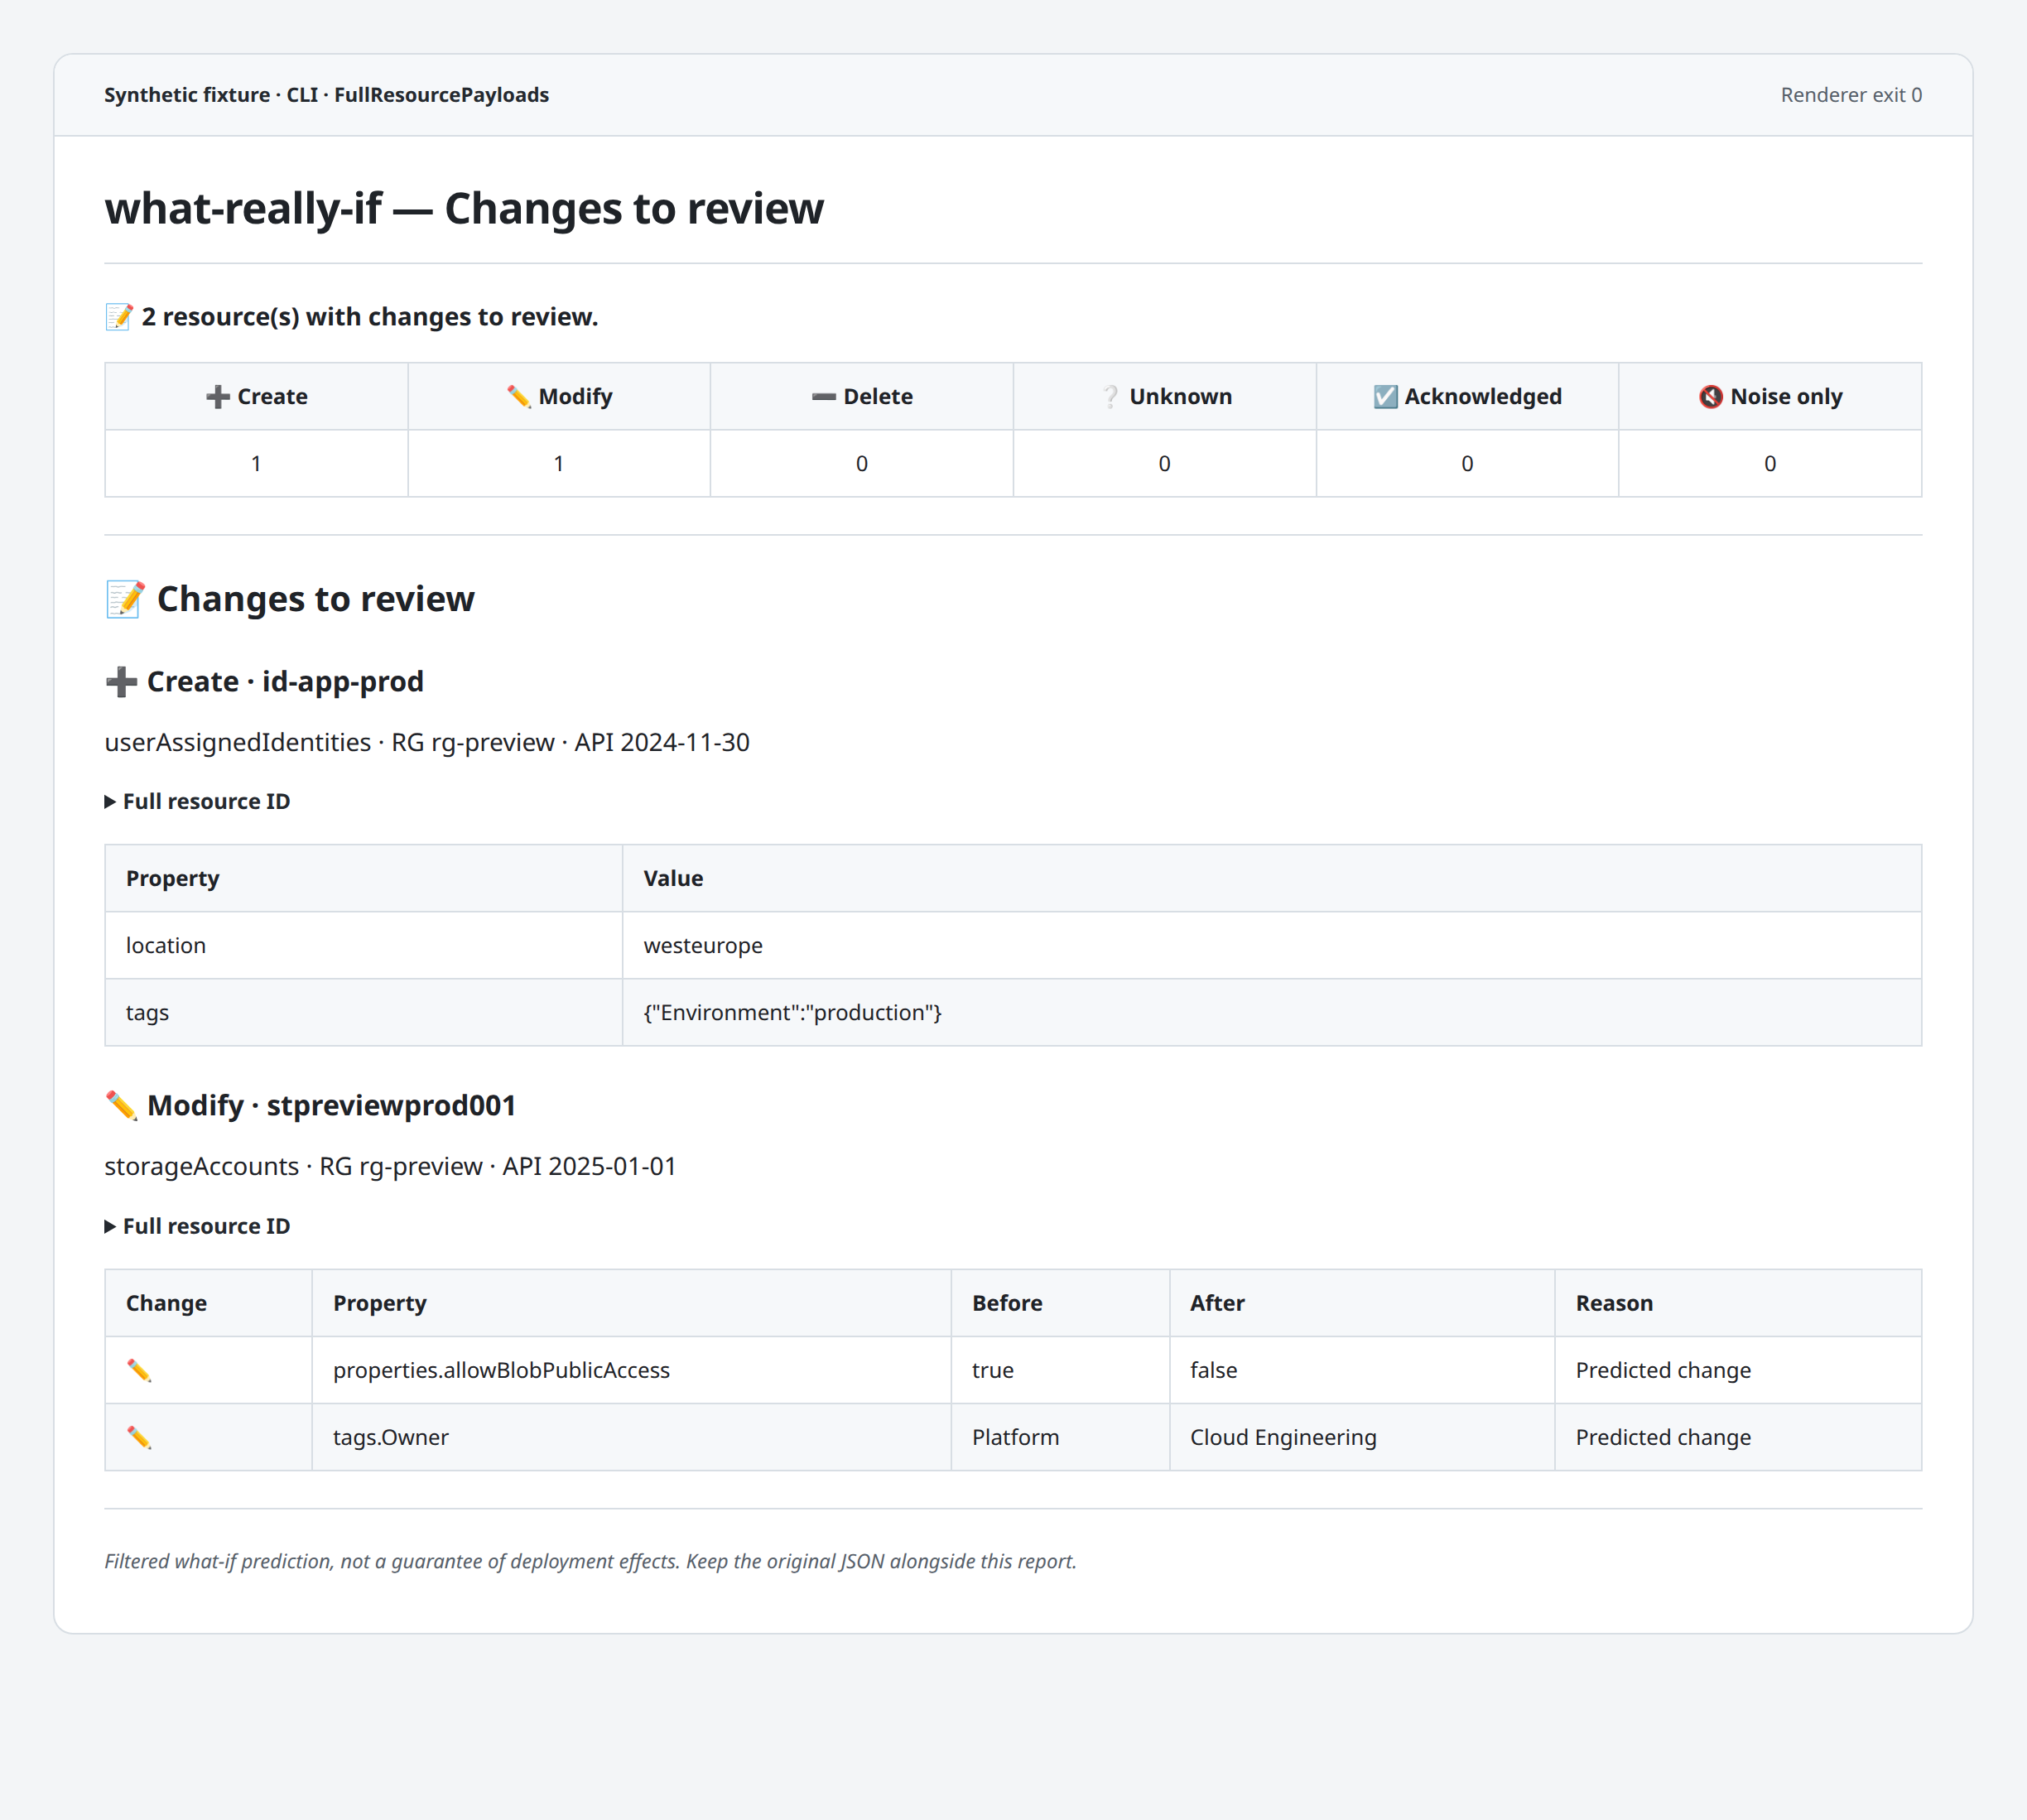 Synthetic fixture · CLI · FullResourcePayloads
Renderer exit 0
what-really-if — Changes to review
📝 2 resource(s) with changes to review.
➕ Create ✏️ Modify ➖ Delete ❔ Unknown ☑️ Acknowledged 🔇 Noise only
1 1 0 0 0 0
📝 Changes to review
➕ Create · id-app-prod
userAssignedIdentities · RG rg-preview · API 2024-11-30
▶ Full resource ID
Property Value
location westeurope
tags {"Environment":"production"}
✏️ Modify · stpreviewprod001
storageAccounts · RG rg-preview · API 2025-01-01
▶ Full resource ID
Change Property Before After Reason
✏️ properties.allowBlobPublicAccess true false Predicted change
✏️ tags.Owner Platform Cloud Engineering Predicted change
Filtered what-if prediction, not a guarantee of deployment effects. Keep the original JSON alongside this report.